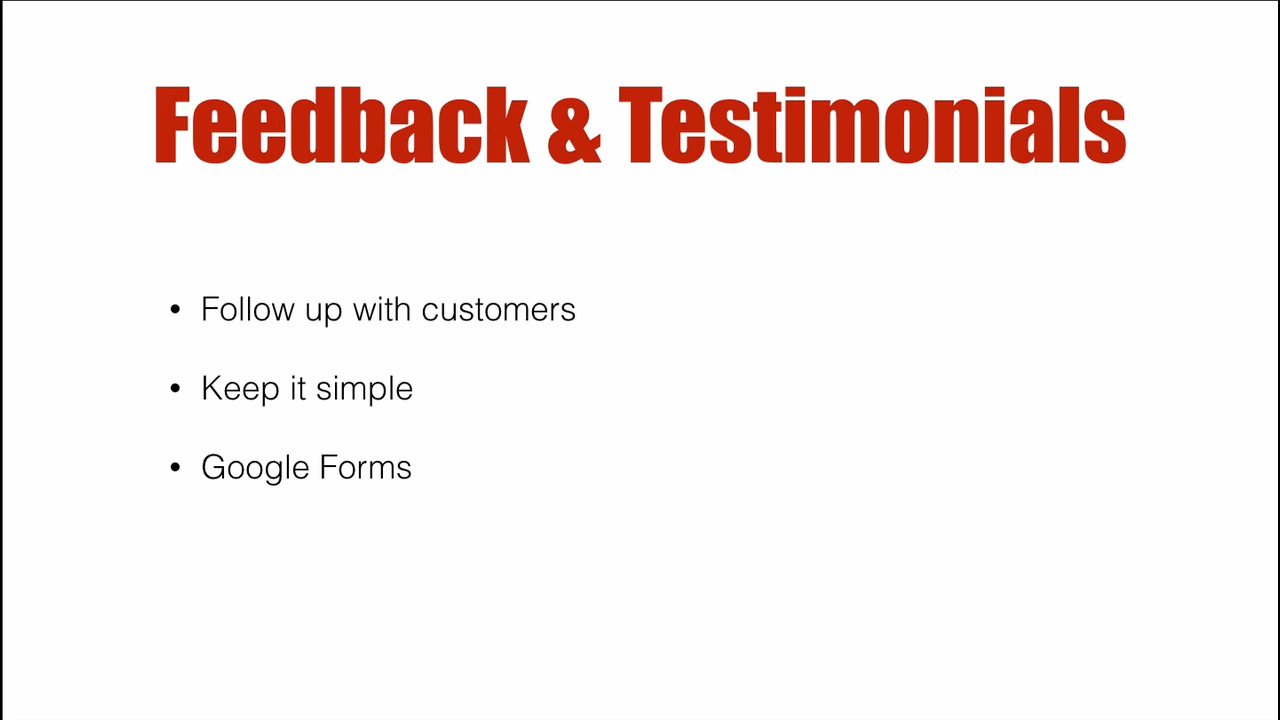 Feedback & Testimonials
• Follow up with customers
• Keep it simple
• Google Forms